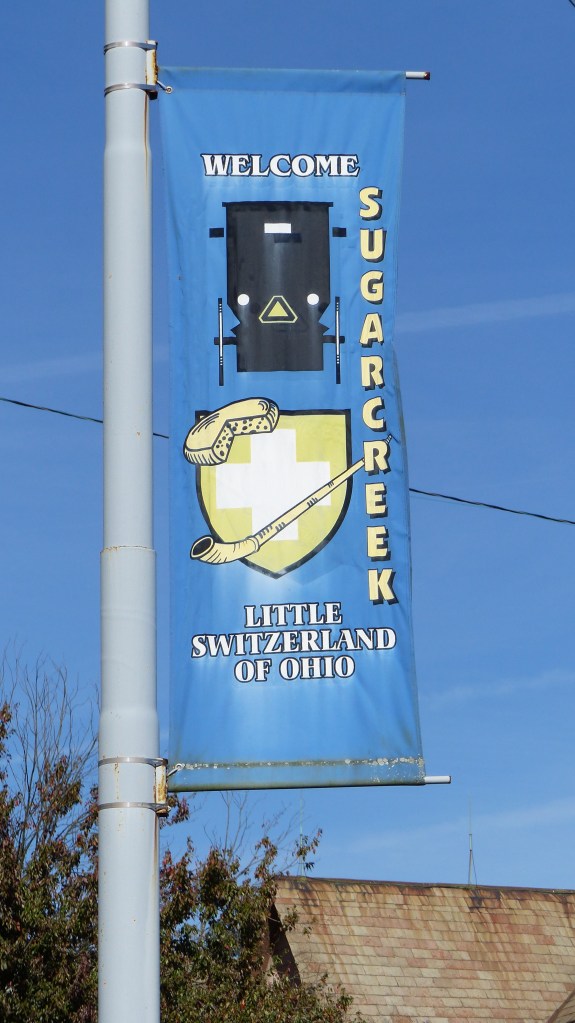 WELCOME
SUGARCREEK
LITTLE
SWITZERLAND
OF OHIO